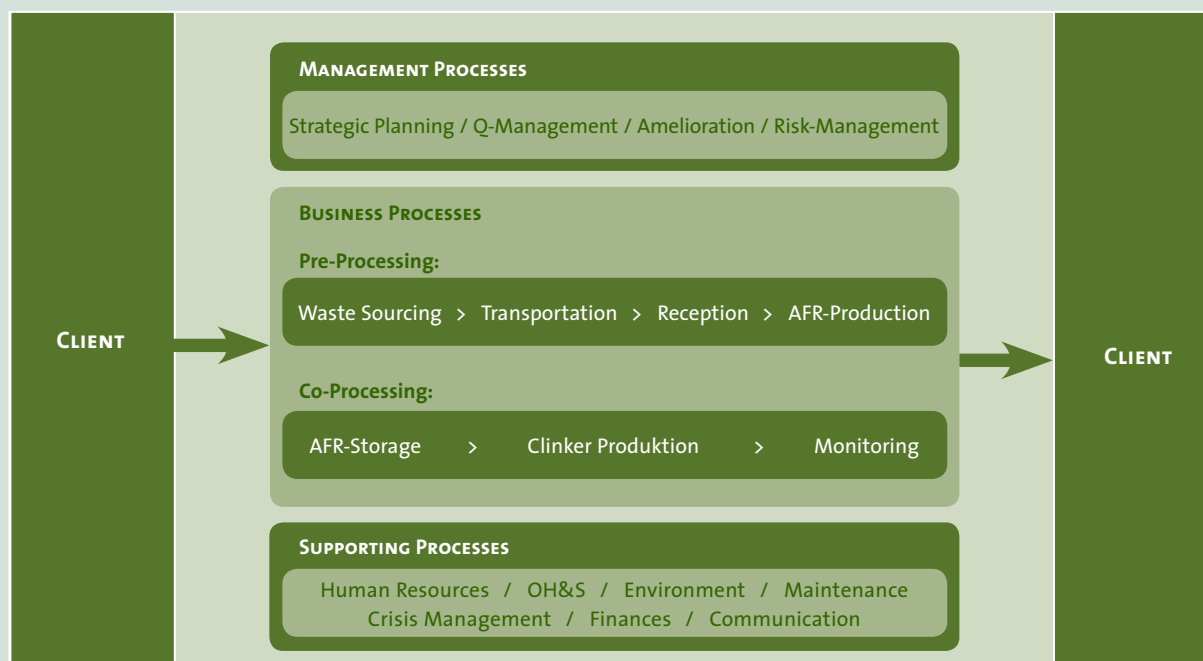 MANAGEMENT PROCESSES
Strategic Planning / Q-Management / Amelioration / Risk-Management
BUSINESS PROCESSES
Pre-Processing:
Waste Sourcing > Transportation > Reception > AFR-Production
CLIENT
CLIENT
Co-Processing:
AFR-Storage > Clinker Produktion > Monitoring
SUPPORTING PROCESSES
Human Resources / OH&S / Environment / Maintenance
Crisis Management / Finances / Communication